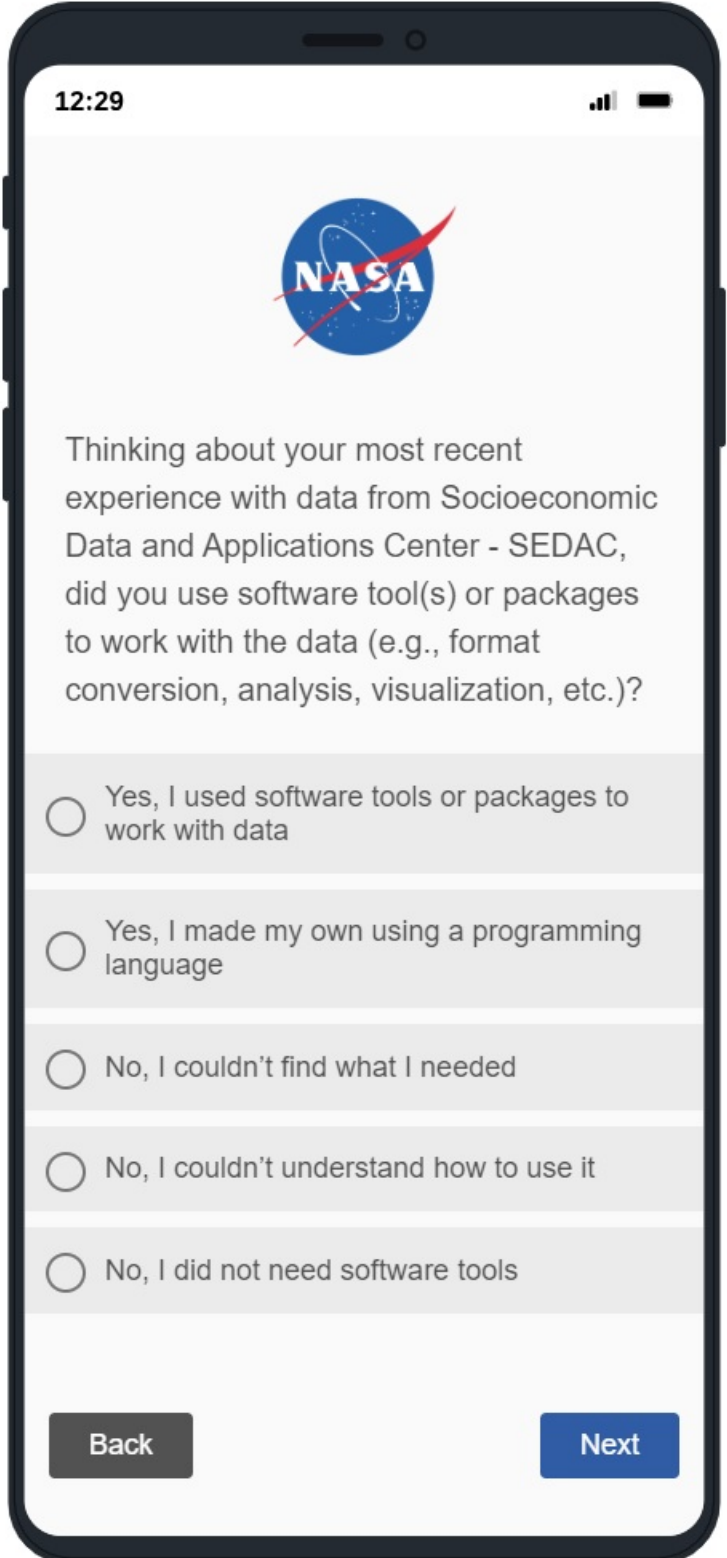 12:29
NASA
Thinking about your most recent
experience with data from Socioeconomic
Data and Applications Center - SEDAC,
did you use software tool(s) or packages
to work with the data (e.g., format
conversion, analysis, visualization, etc.)?
Yes, I used software tools or packages to
work with data
Yes, I made my own using a programming
language
No, I couldn’t find what I needed
No, I couldn’t understand how to use it
No, I did not need software tools
Back
Next